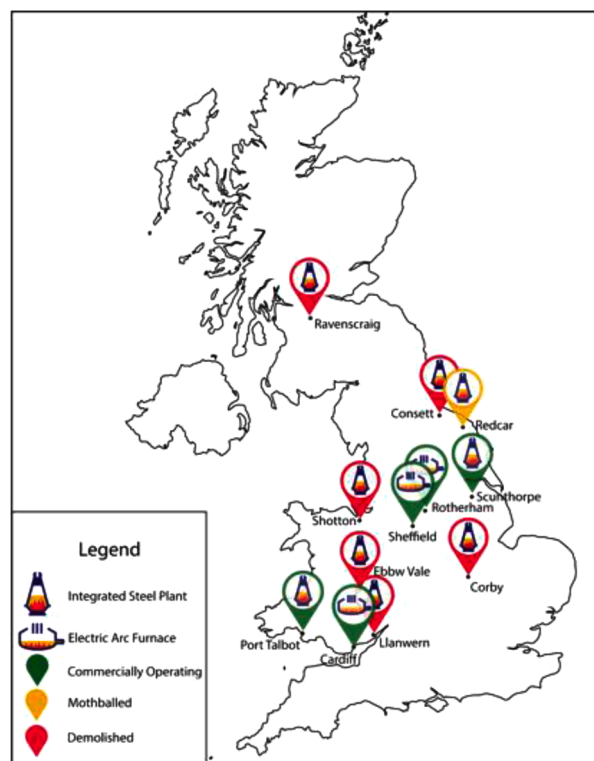 Ravenscraig
Consett
Redcar
Scunthorpe
Rotherham
Shotton
Sheffield
Ebbw Vale
Corby
Port Talbot
Llanwern
Cardiff
Legend
Integrated Steel Plant
Electric Arc Furnace
Commercially Operating
Mothballed
Demolished